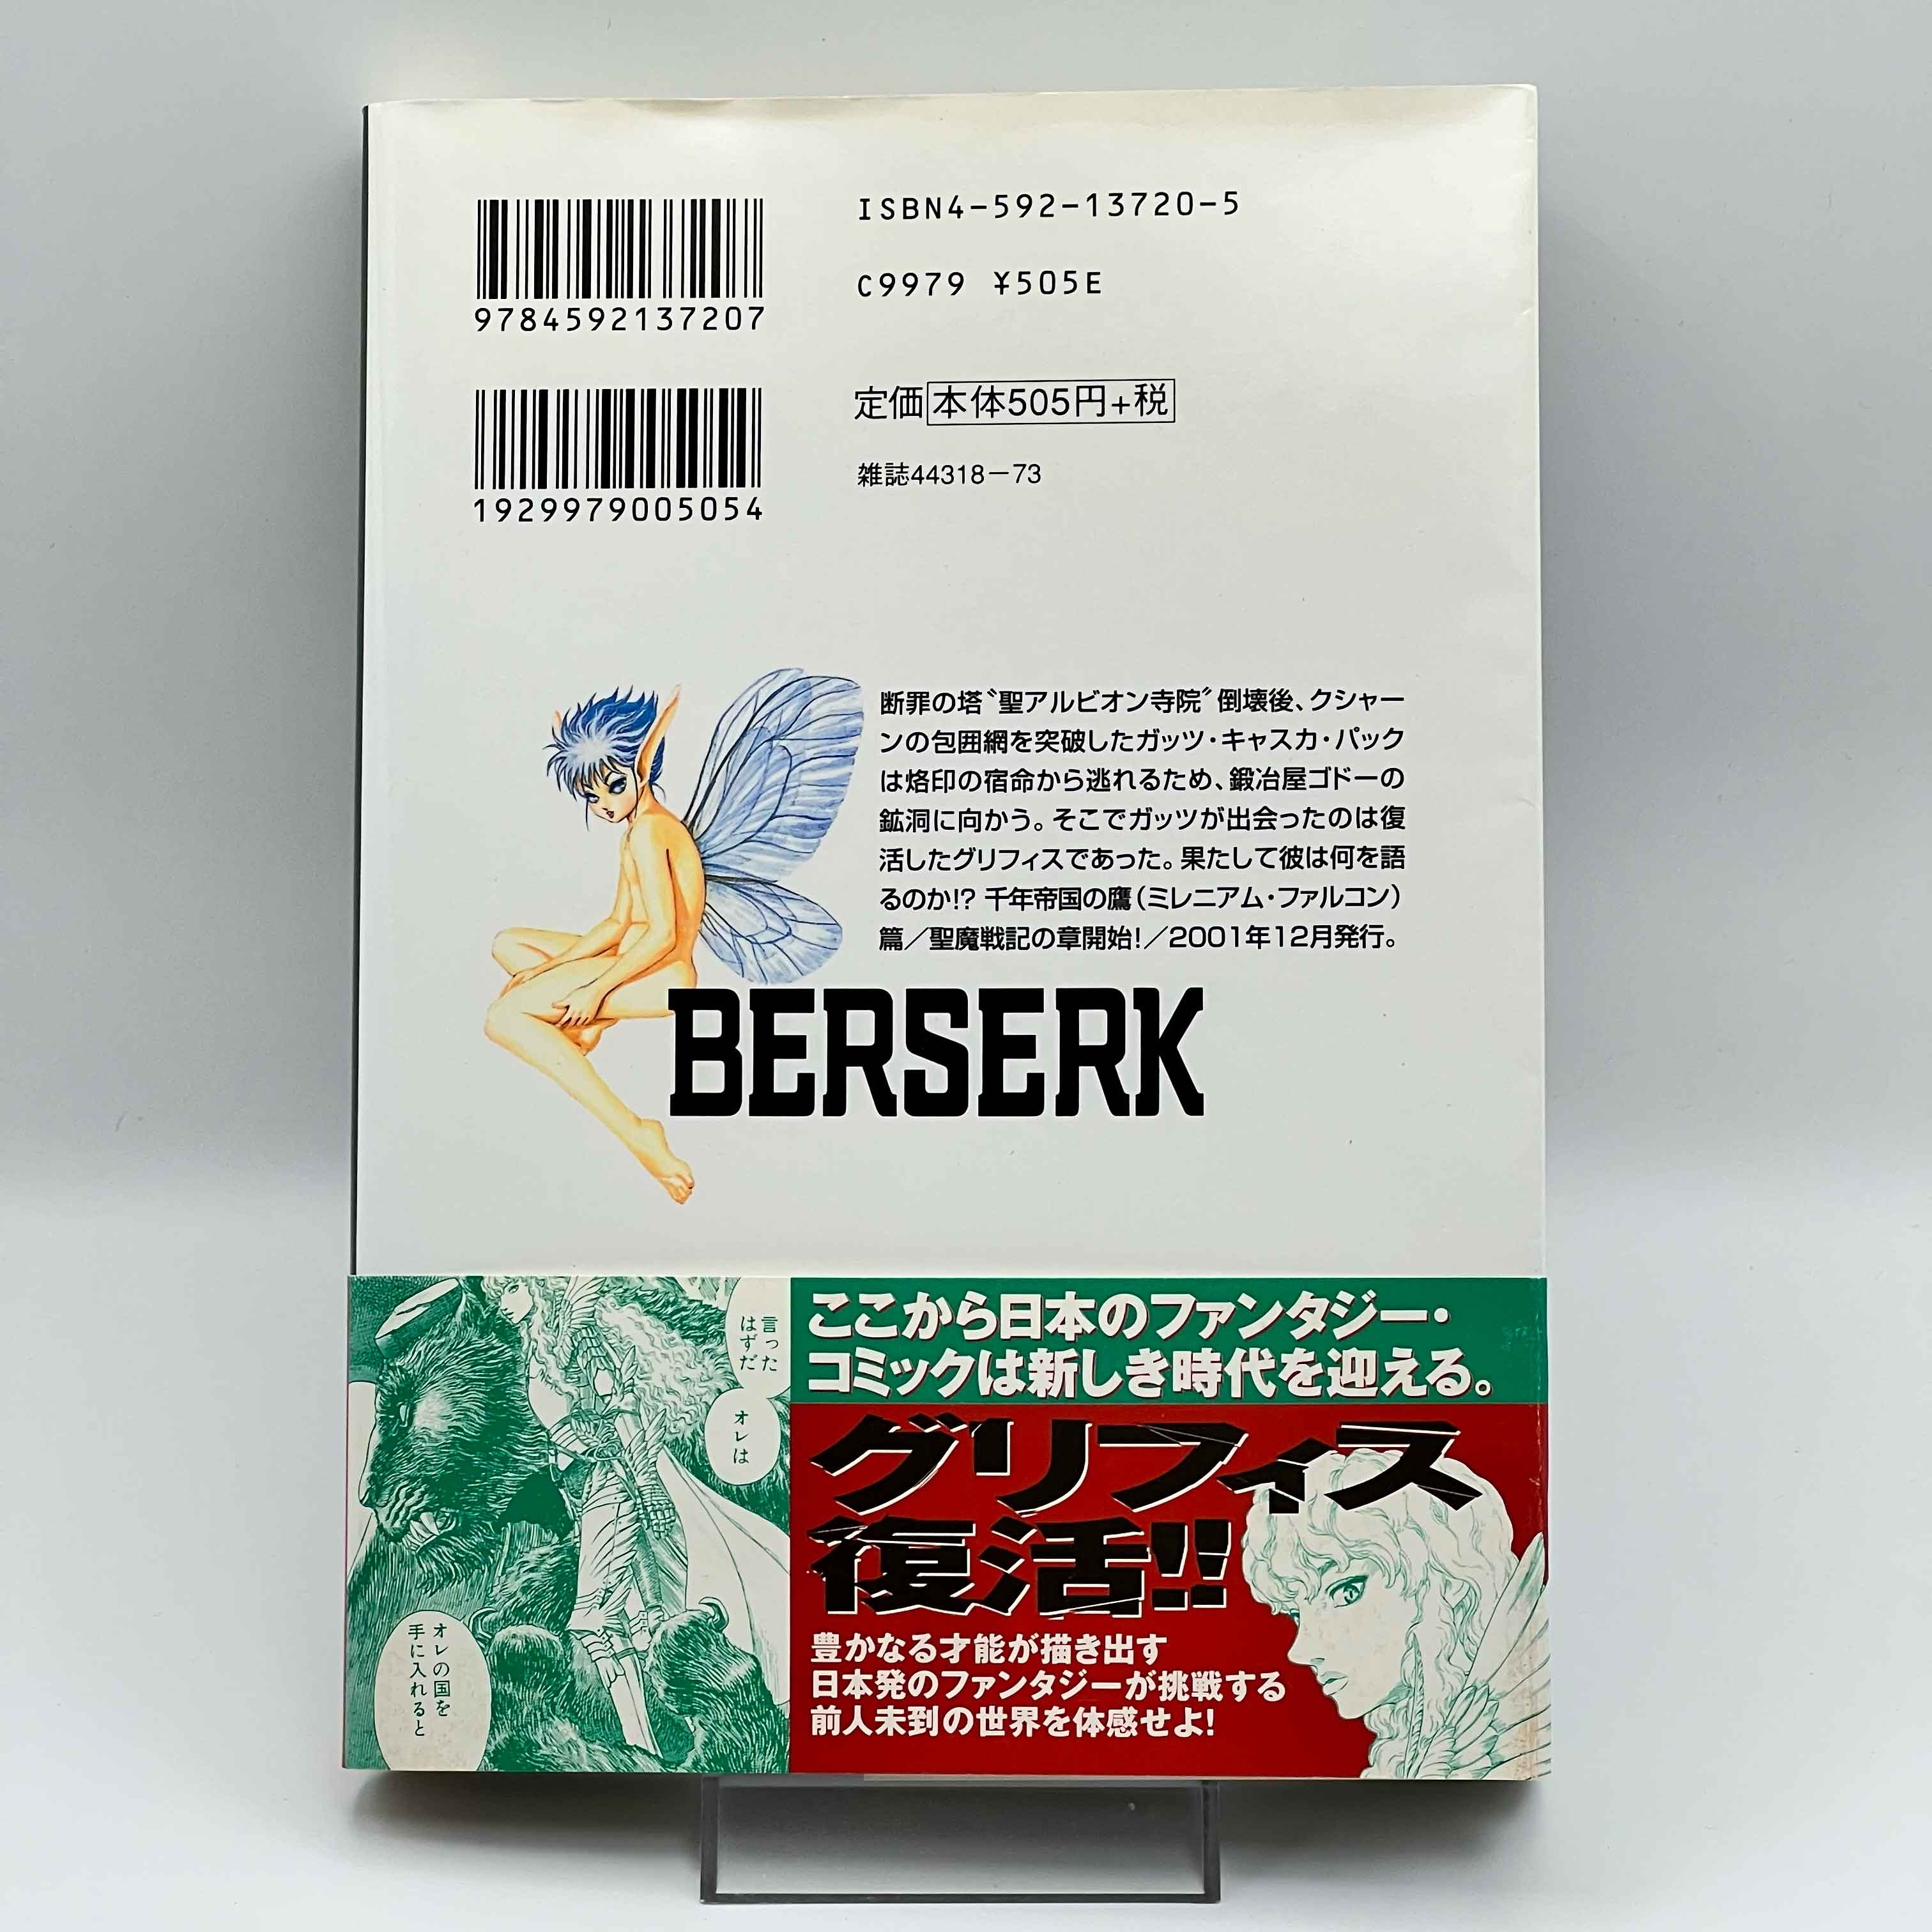 ISBN4-592-13720-5
9784592137207
C9979 ¥505E
定価本体505円+税
雑誌44318-73
1929979005054
断罪の塔〝聖アルビオン寺院〞倒壊後、クシャー
ンの包囲網を突破したガッツ・キャスカ・パック
は烙印の宿命から逃れるため、鍛冶屋ゴドーの
鉱洞に向かう。そこでガッツが出会ったのは復
活したグリフィスであった。果たして彼は何を語
るのか!? 千年帝国の鷹(ミレニアム・ファルコン)
篇/聖魔戦記の章開始!/2001年12月発行。
BERSERK
言った
はずだ
オレは
オレの国を
手に入れると
ここから日本のファンタジー・
コミックは新しき時代を迎える。
グリフィス
復活!!
豊かなる才能が描き出す
日本発のファンタジーが挑戦する
前人未到の世界を体感せよ!